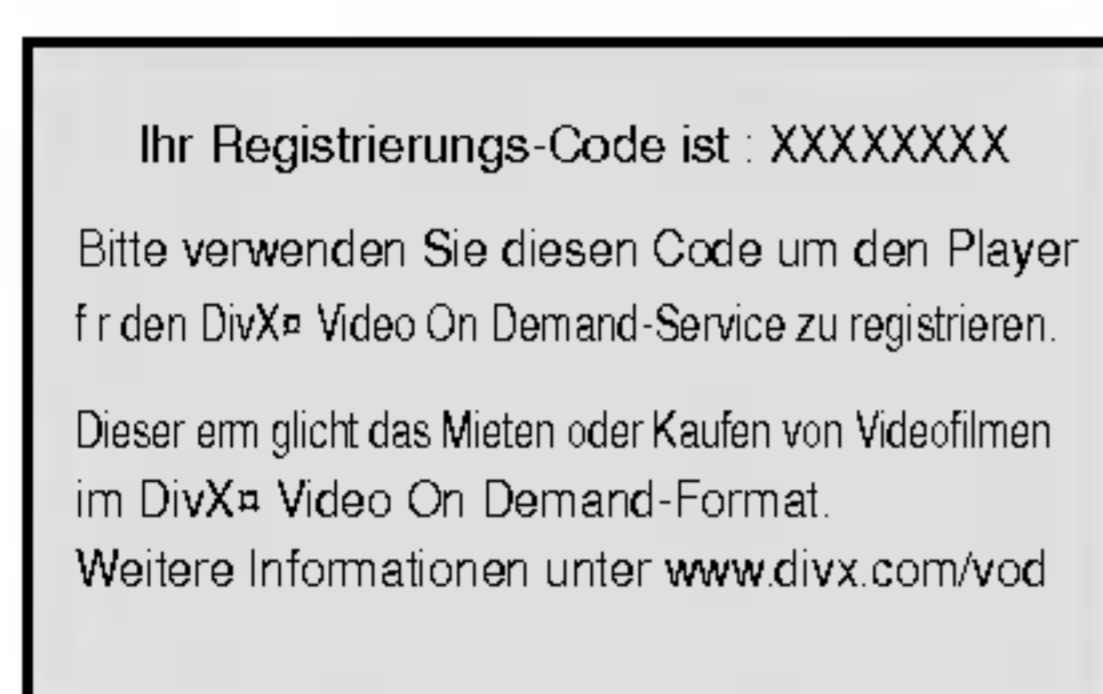 Ihr Registrierungs-Code ist : XXXXXXXX
Bitte verwenden Sie diesen Code um den Player
f r den DivX¤ Video On Demand-Service zu registrieren.
Dieser erm glicht das Mieten oder Kaufen von Videofilmen
im DivX¤ Video On Demand-Format.
Weitere Informationen unter www.divx.com/vod